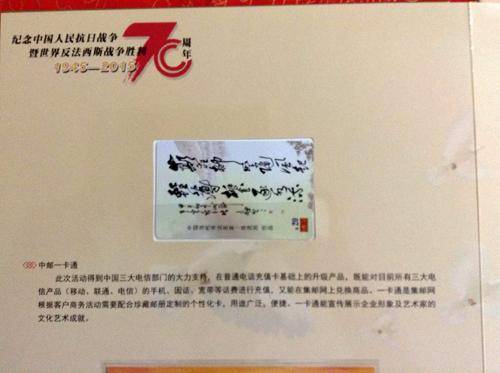 纪念中国人民抗日战争
暨世界反法西斯战争胜利
70周年
1945—2015
中邮一卡通
此次活动得到中国三大电信部门的大力支持，在普通电话充值卡基础上的升级产品，既能对目前所有三大电
信产品（移动、联通、电信）的手机、固话、宽带等话费进行充值，又能在集邮网上兑换商品，一卡通是集邮网
根据客户商务活动需要配合珍藏邮册定制的个性化卡，用途广泛、便捷，一卡通能宣传展示企业形象及艺术家的
文化艺术成就。